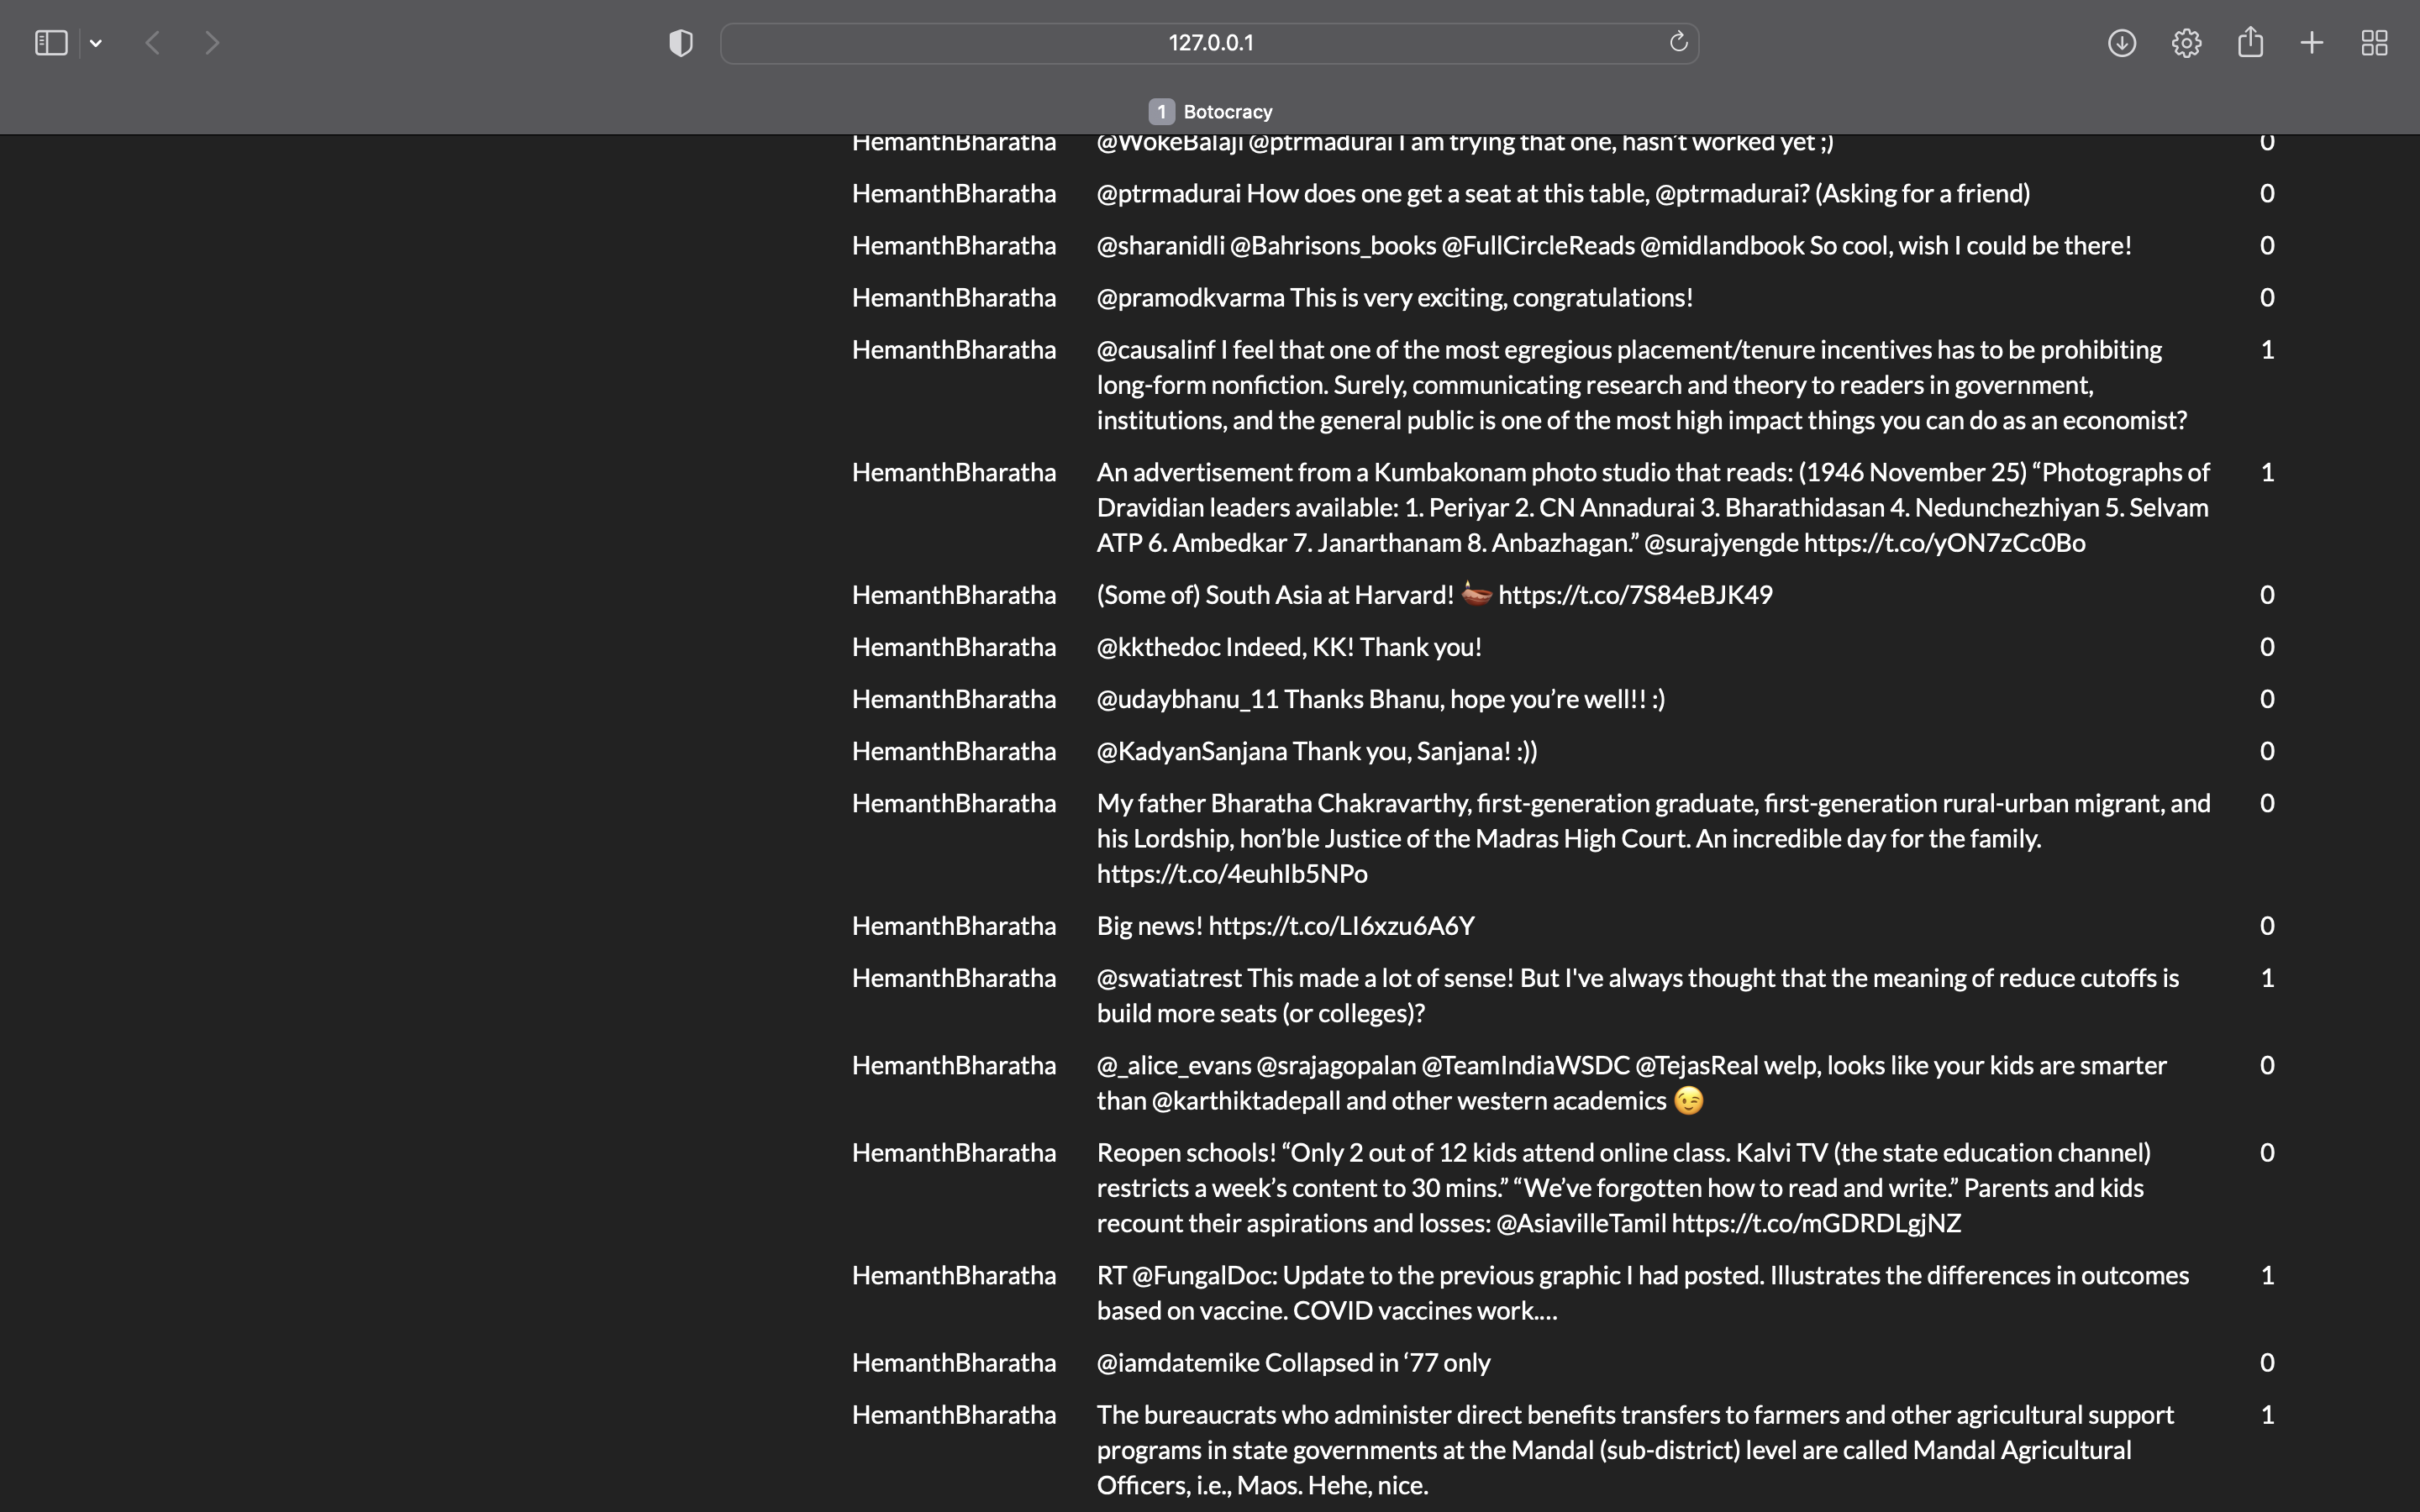 127.0.0.1
1 Botocracy
HemanthBharatha @WokeBalaji @ptrmadurai I am trying that one, hasn't worked yet ;) 0
HemanthBharatha @ptrmadurai How does one get a seat at this table, @ptrmadurai? (Asking for a friend) 0
HemanthBharatha @sharanidli @Bahrisons_books @FullCircleReads @midlandbook So cool, wish I could be there! 0
HemanthBharatha @pramodkvarma This is very exciting, congratulations! 0
HemanthBharatha @causalinf I feel that one of the most egregious placement/tenure incentives has to be prohibiting 1
long-form nonfiction. Surely, communicating research and theory to readers in government,
institutions, and the general public is one of the most high impact things you can do as an economist?
HemanthBharatha An advertisement from a Kumbakonam photo studio that reads: (1946 November 25) “Photographs of 1
Dravidian leaders available: 1. Periyar 2. CN Annadurai 3. Bharathidasan 4. Nedunchezhiyan 5. Selvam
ATP 6. Ambedkar 7. Janarthanam 8. Anbazhagan.” @surajyengde https://t.co/yON7zCc0Bo
HemanthBharatha (Some of) South Asia at Harvard! 🪔 https://t.co/7S84eBJK49 0
HemanthBharatha @kkthedoc Indeed, KK! Thank you! 0
HemanthBharatha @udaybhanu_11 Thanks Bhanu, hope you’re well!! :) 0
HemanthBharatha @KadyanSanjana Thank you, Sanjana! :)) 0
HemanthBharatha My father Bharatha Chakravarthy, first-generation graduate, first-generation rural-urban migrant, and 0
his Lordship, hon’ble Justice of the Madras High Court. An incredible day for the family.
https://t.co/4euhIb5NPo
HemanthBharatha Big news! https://t.co/LI6xzu6A6Y 0
HemanthBharatha @swatiatrest This made a lot of sense! But I've always thought that the meaning of reduce cutoffs is 1
build more seats (or colleges)?
HemanthBharatha @_alice_evans @srajagopalan @TeamIndiaWSDC @TejasReal welp, looks like your kids are smarter 0
than @karthiktadepall and other western academics 😉
HemanthBharatha Reopen schools! “Only 2 out of 12 kids attend online class. Kalvi TV (the state education channel) 0
restricts a week’s content to 30 mins.” “We’ve forgotten how to read and write.” Parents and kids
recount their aspirations and losses: @AsiavilleTamil https://t.co/mGDRDLgjNZ
HemanthBharatha RT @FungalDoc: Update to the previous graphic I had posted. Illustrates the differences in outcomes 1
based on vaccine. COVID vaccines work.…
HemanthBharatha @iamdatemike Collapsed in ‘77 only 0
HemanthBharatha The bureaucrats who administer direct benefits transfers to farmers and other agricultural support 1
programs in state governments at the Mandal (sub-district) level are called Mandal Agricultural
Officers, i.e., Maos. Hehe, nice.